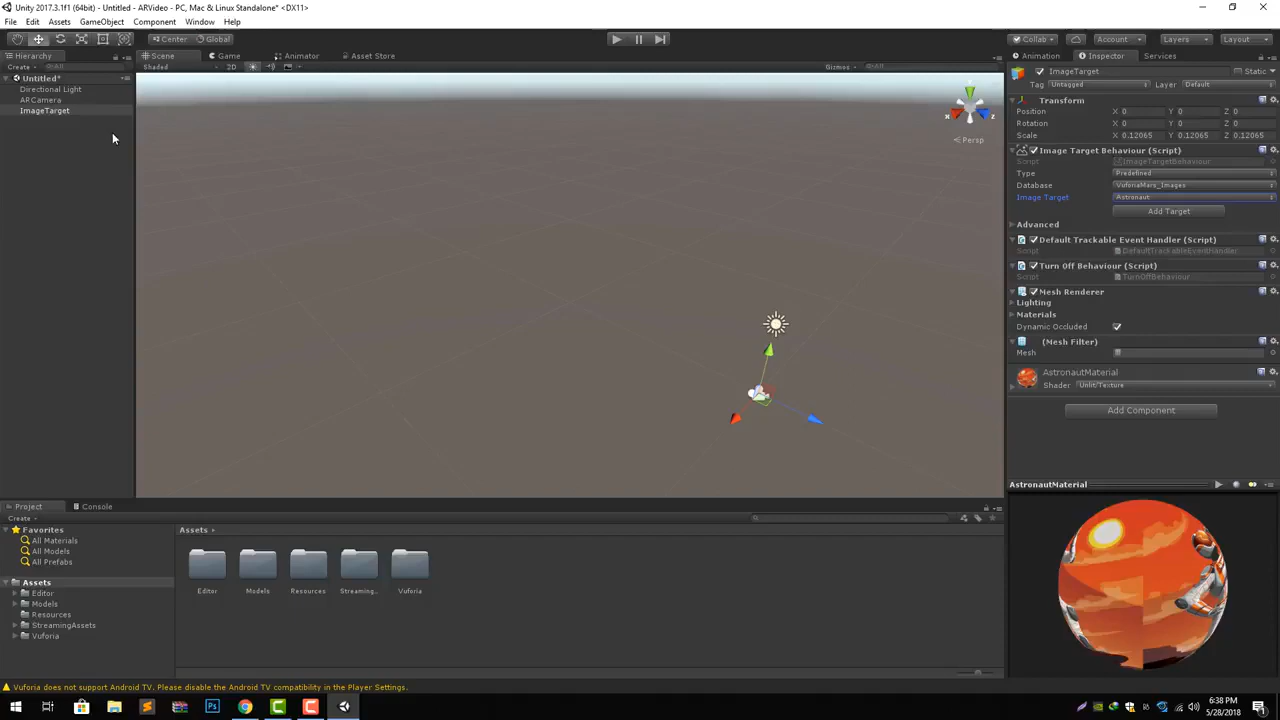 Unity 2017.3.1f1 (64bit) - Untitled - ARVideo - PC, Mac & Linux Standalone* <DX11>
File Edit Assets GameObject Component Window Help
Center Global Collab Account Layers Layout
Hierarchy Scene Game Animator Asset Store Animation Inspector Services
Create All Shaded 2D Gizmos All ImageTarget Static
Untitled*
Directional Light
ARCamera
ImageTarget
Persp
Tag Untagged Layer Default
Transform
Position X 0 Y 0 Z 0
Rotation X 0 Y 0 Z 0
Scale X 0.12065 Y 0.12065 Z 0.12065
Image Target Behaviour (Script)
Script ImageTargetBehaviour
Type Predefined
Database VuforiaMars_Images
Image Target Astronaut
Add Target
Advanced
Default Trackable Event Handler (Script)
Script DefaultTrackableEventHandler
Turn Off Behaviour (Script)
Script TurnOffBehaviour
Mesh Renderer
Lighting
Materials
Dynamic Occluded
(Mesh Filter)
Mesh
AstronautMaterial
Shader Unlit/Texture
Add Component
AstronautMaterial
Project Console
Create
Favorites
All Materials
All Models
All Prefabs
Assets
Editor
Models
Resources
StreamingAssets
Vuforia
Assets
Editor Models Resources Streaming... Vuforia
Vuforia does not support Android TV. Please disable the Android TV compatibility in the Player Settings.
6:38 PM
5/28/2018